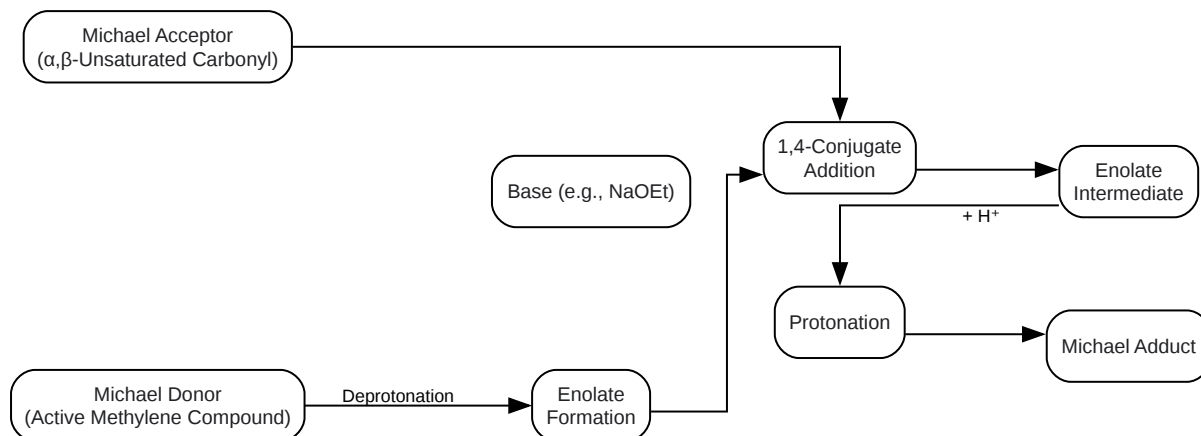 Michael Acceptor
(α,β-Unsaturated Carbonyl)
1,4-Conjugate
Addition
Base (e.g., NaOEt)
Enolate
Intermediate
+ H⁺
Protonation
Michael Adduct
Michael Donor
(Active Methylene Compound)
Deprotonation
Enolate
Formation